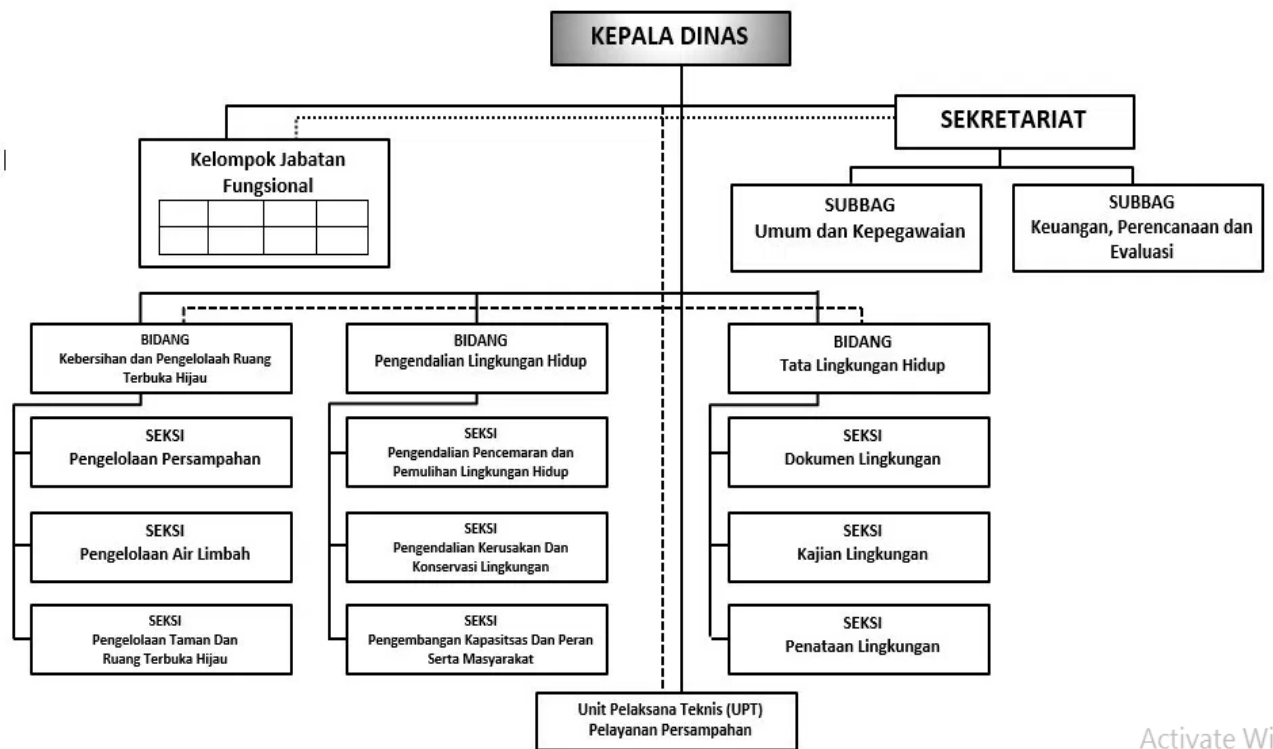 KEPALA DINAS
SEKRETARIAT
Kelompok Jabatan
Fungsional
SUBBAG
Umum dan Kepegawaian
SUBBAG
Keuangan, Perencanaan dan
Evaluasi
BIDANG
Kebersihan dan Pengelolaah Ruang
Terbuka Hijau
BIDANG
Pengendalian Lingkungan Hidup
BIDANG
Tata Lingkungan Hidup
SEKSI
Pengelolaan Persampahan
SEKSI
Pengendalian Pencemaran dan
Pemulihan Lingkungan Hidup
SEKSI
Dokumen Lingkungan
SEKSI
Pengelolaan Air Limbah
SEKSI
Pengendalian Kerusakan Dan
Konservasi Lingkungan
SEKSI
Kajian Lingkungan
SEKSI
Pengelolaan Taman Dan
Ruang Terbuka Hijau
SEKSI
Pengembangan Kapasitsas Dan Peran
Serta Masyarakat
SEKSI
Penataan Lingkungan
Unit Pelaksana Teknis (UPT)
Pelayanan Persampahan
Activate Wi